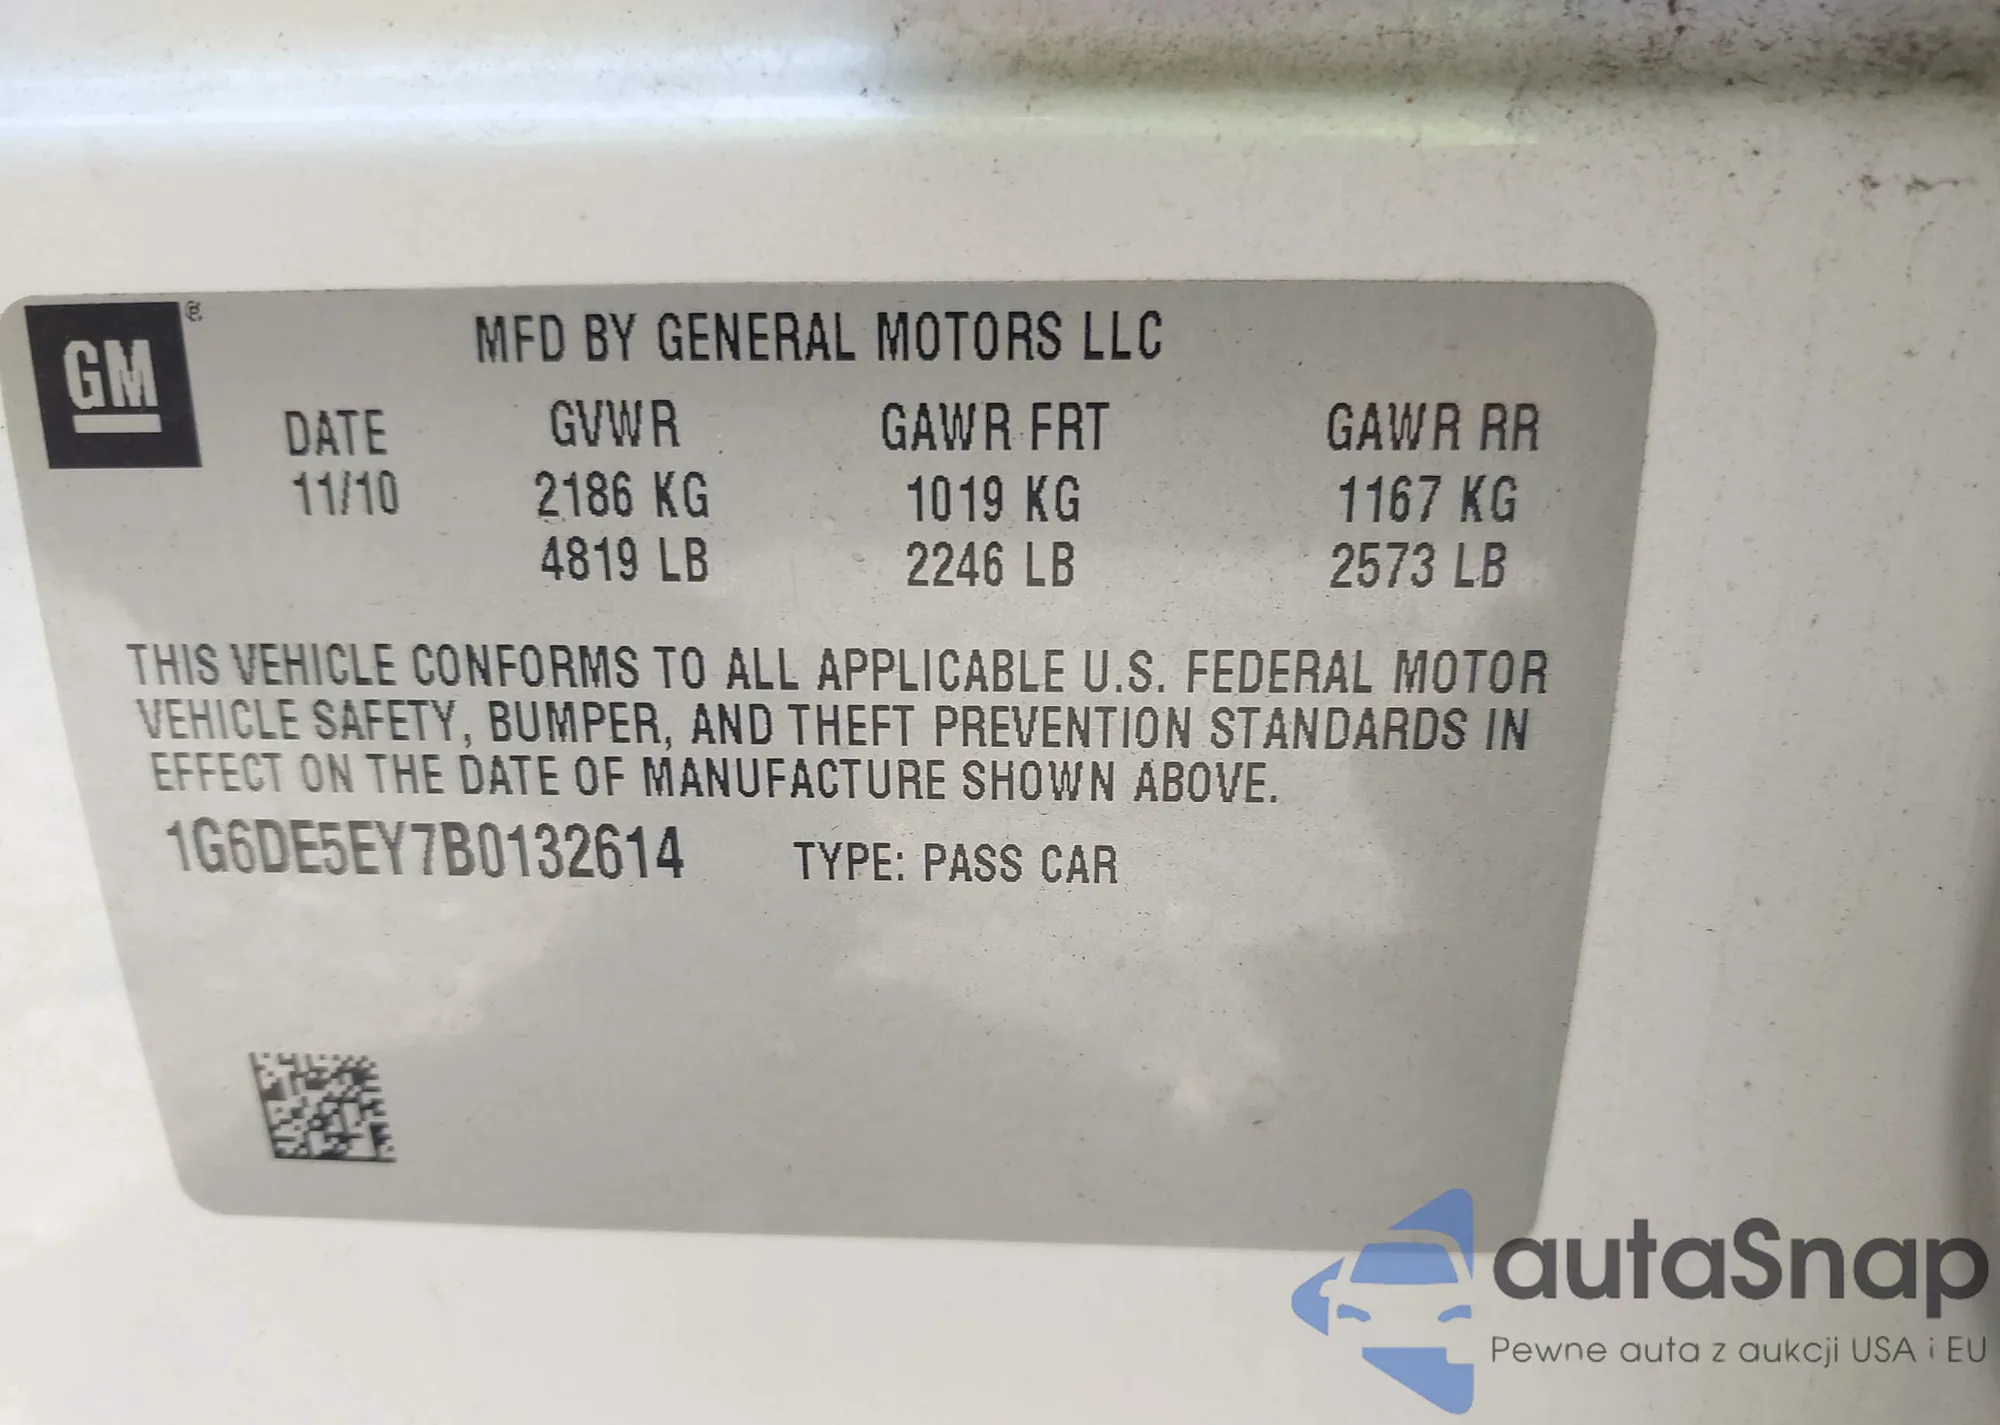 GM ®
MFD BY GENERAL MOTORS LLC
DATE GVWR GAWR FRT GAWR RR
11/10 2186 KG 1019 KG 1167 KG
4819 LB 2246 LB 2573 LB
THIS VEHICLE CONFORMS TO ALL APPLICABLE U.S. FEDERAL MOTOR
VEHICLE SAFETY, BUMPER, AND THEFT PREVENTION STANDARDS IN
EFFECT ON THE DATE OF MANUFACTURE SHOWN ABOVE.
1G6DE5EY7B0132614 TYPE: PASS CAR
autaSnap
Pewne auta z aukcji USA i EU